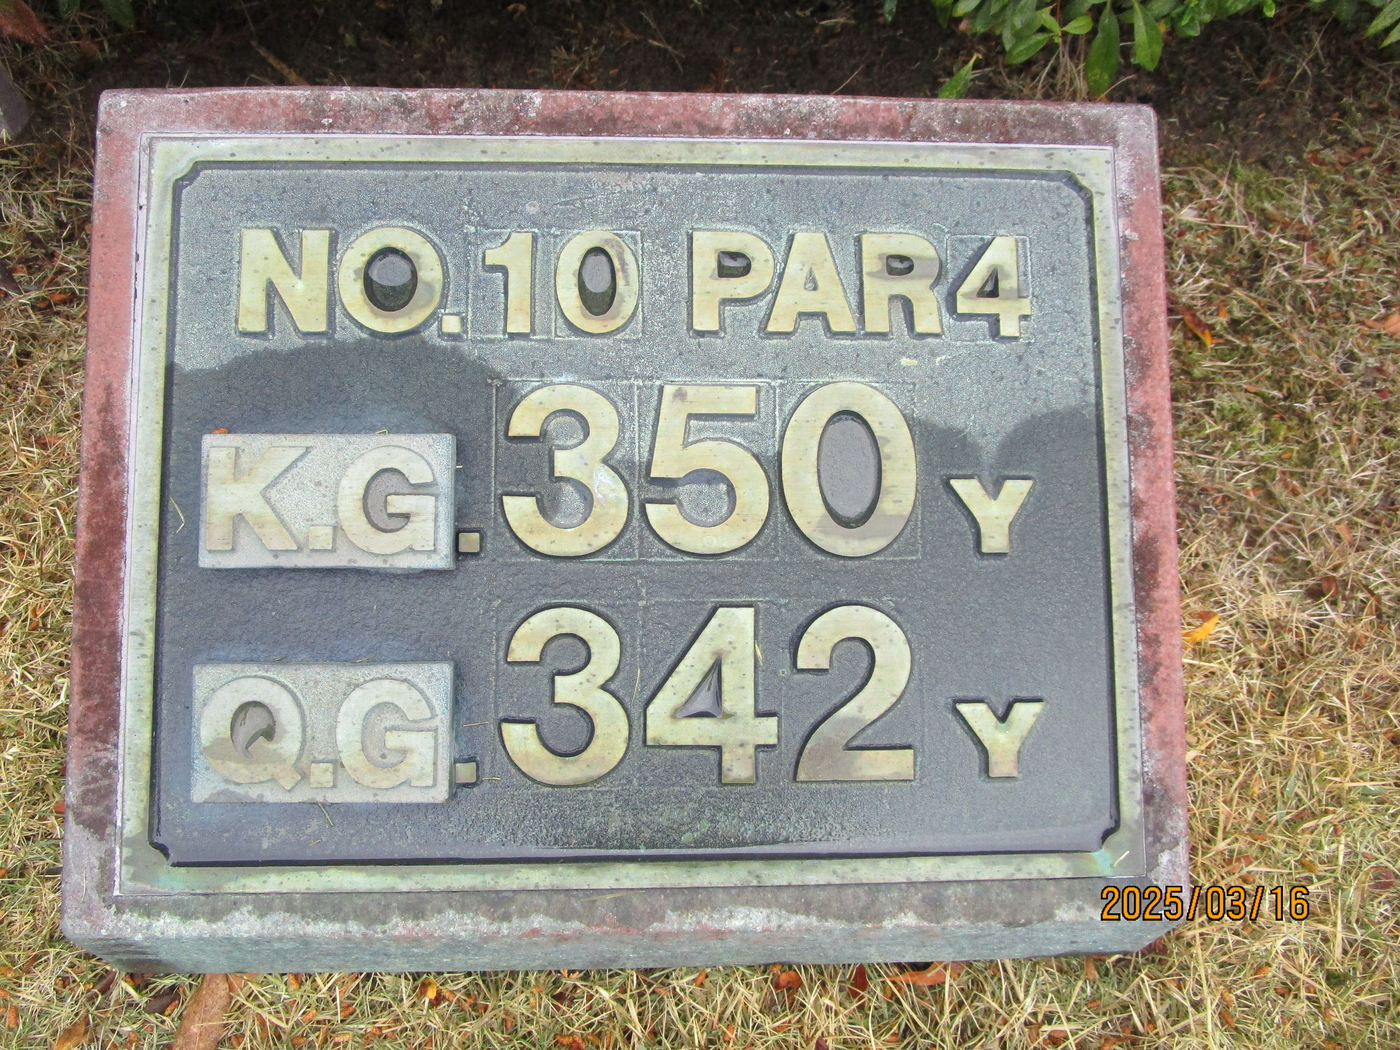 NO.10 PAR4
K.G. 350 Y
Q.G. 342 Y
2025/03/16